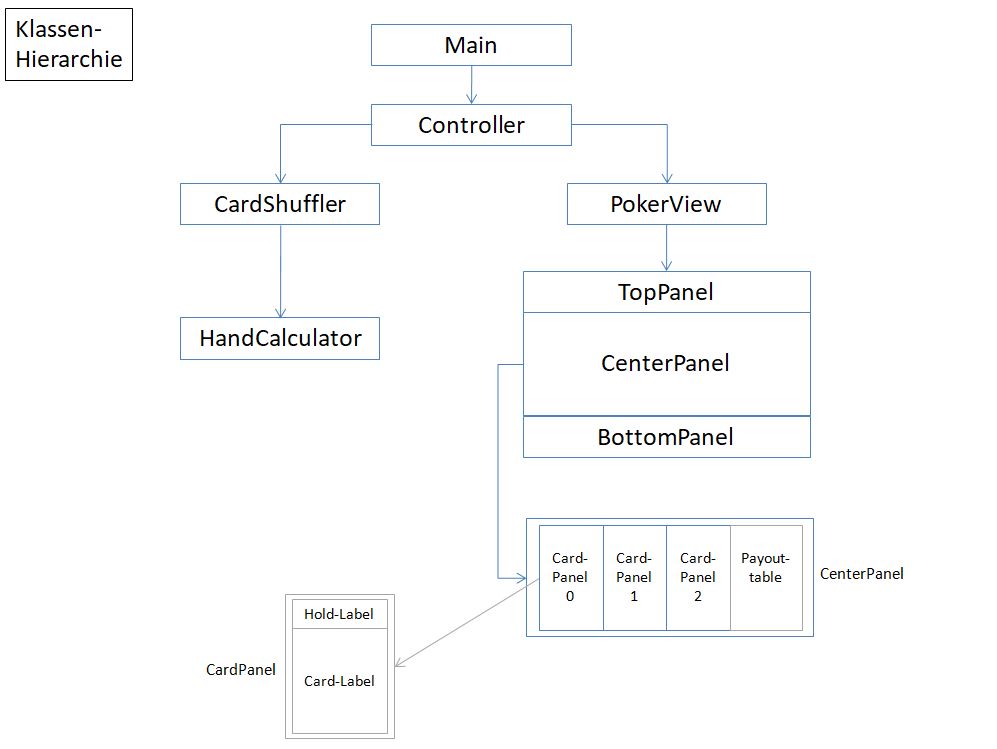 Klassen-
Hierarchie
Main
Controller
CardShuffler
PokerView
HandCalculator
TopPanel
CenterPanel
BottomPanel
Card-
Panel
0
Card-
Panel
1
Card-
Panel
2
Payout-
table
CenterPanel
Hold-Label
Card-Label
CardPanel